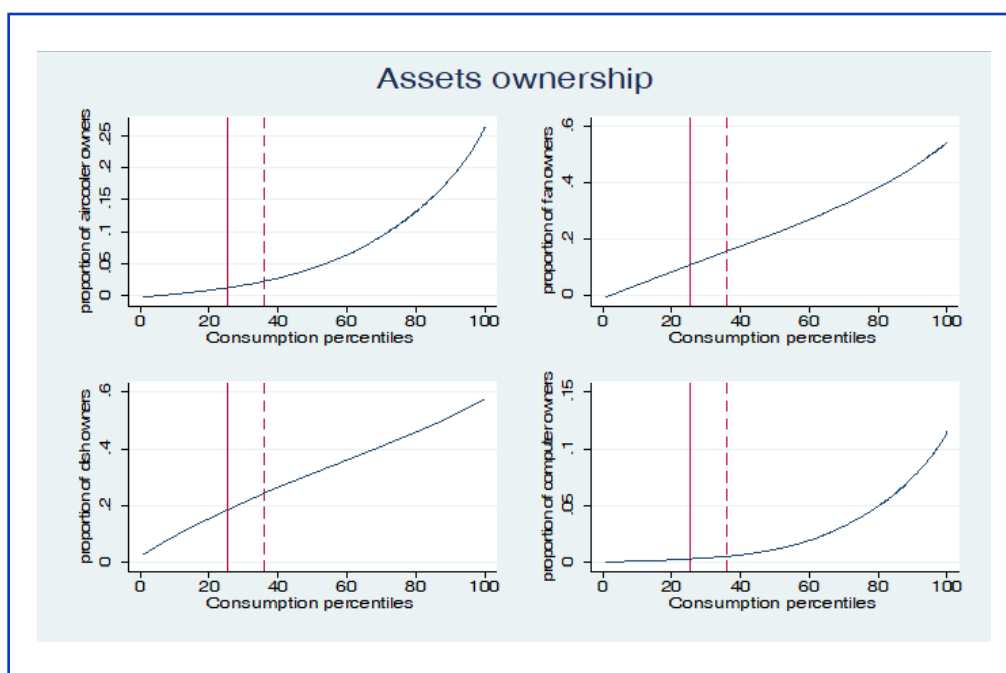 Assets ownership
proportion of aircooler owners
0 .05 .1 .15 .2 .25
0 20 40 60 80 100
Consumption percentiles
proportion of fan owners
0 .2 .4 .6
0 20 40 60 80 100
Consumption percentiles
proportion of dish owners
0 .2 .4 .6
0 20 40 60 80 100
Consumption percentiles
proportion of computer owners
0 .05 .1 .15
0 20 40 60 80 100
Consumption percentiles